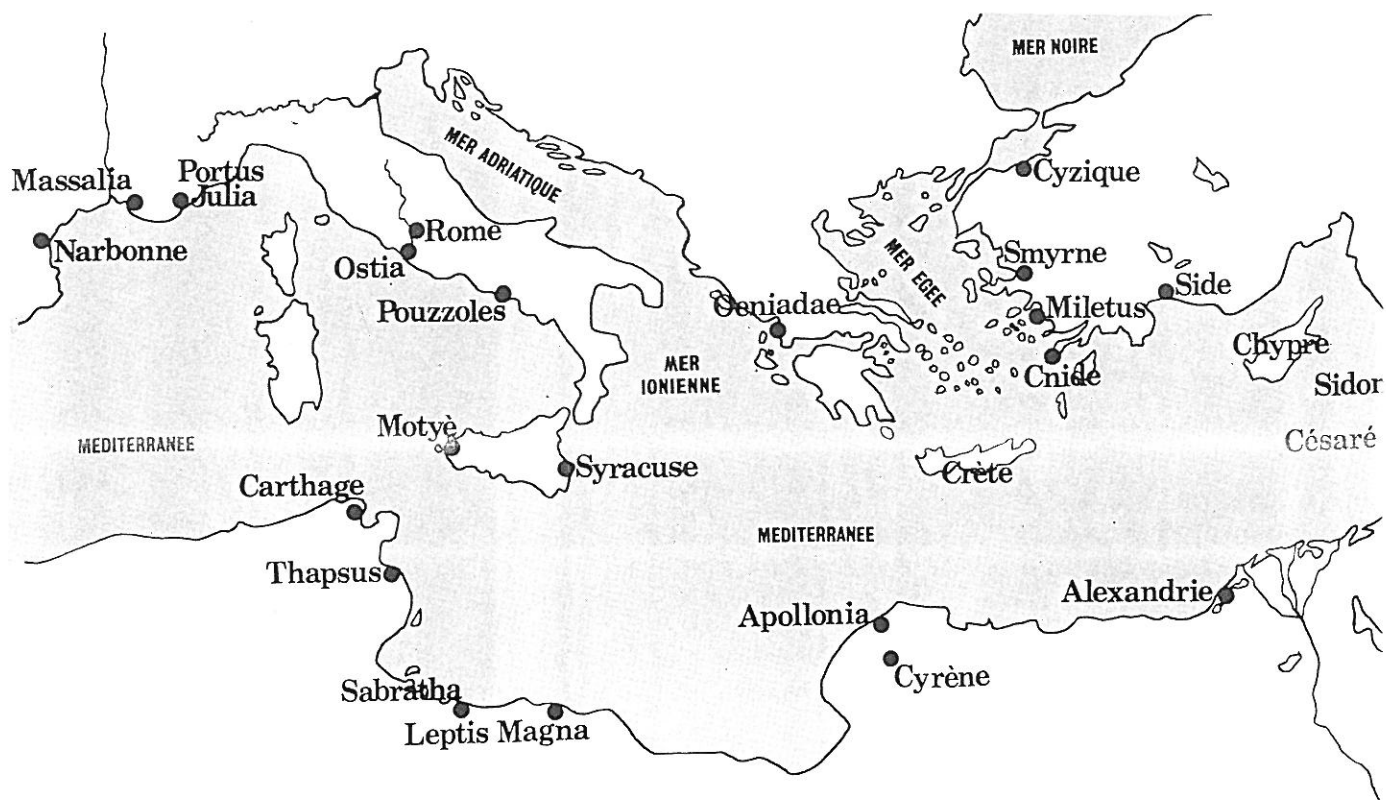 MER NOIRE
MER ADRIATIQUE
Portus
Julia
Massalia
Cyzique
Narbonne
Rome
Ostia
MER EGEE
Smyrne
Side
Pouzzoles
Oeniadae
Miletus
Chypre
MER
IONIENNE
Cnide
Sidon
Motyè
MEDITERRANEE
Césaré
Syracuse
Crète
Carthage
MEDITERRANEE
Thapsus
Alexandrie
Apollonia
Cyrène
Sabratha
Leptis Magna